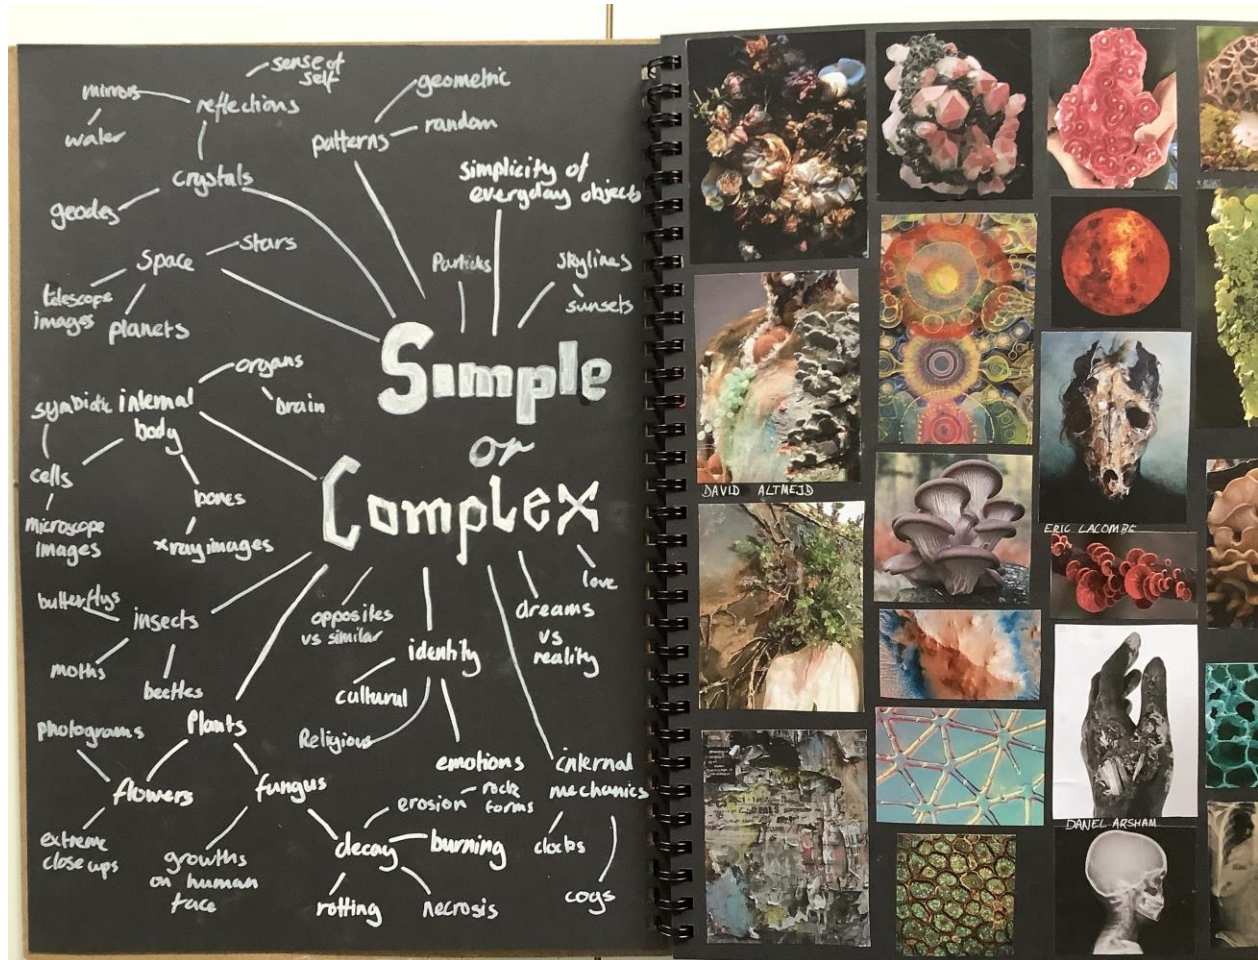 sense of
self
mirrors
reflections
water
crystals
geodes
geometric
patterns
random
simplicity of
everyday objects
space
stars
telescope
images
planets
Particles
skylines
sunsets
Simple
or
Complex
organs
brain
symbiotic
internal
body
cells
microscope
images
bones
xray images
butterflys
insects
moths
beetles
opposites
vs similar
identity
cultural
Religious
emotions
dreams
vs
reality
love
Plants
photograms
flowers
extreme
close ups
fungus
growths
on human
face
decay
erosion
rock
forms
burning
rotting
necrosis
internal
mechanics
clocks
cogs
DAVID ALTMEJD
ERIC LACOMBE
DANEL ARSHAM